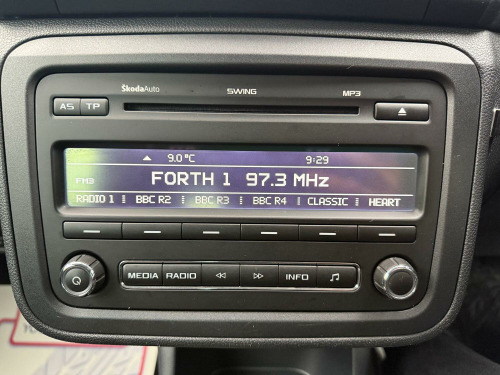 ŠkodaAuto SWING MP3
AS TP
9.0°C 9:29
FM3 FORTH 1 97.3 MHz
RADIO 1 BBC R2 BBC R3 BBC R4 CLASSIC HEART
MEDIA RADIO INFO